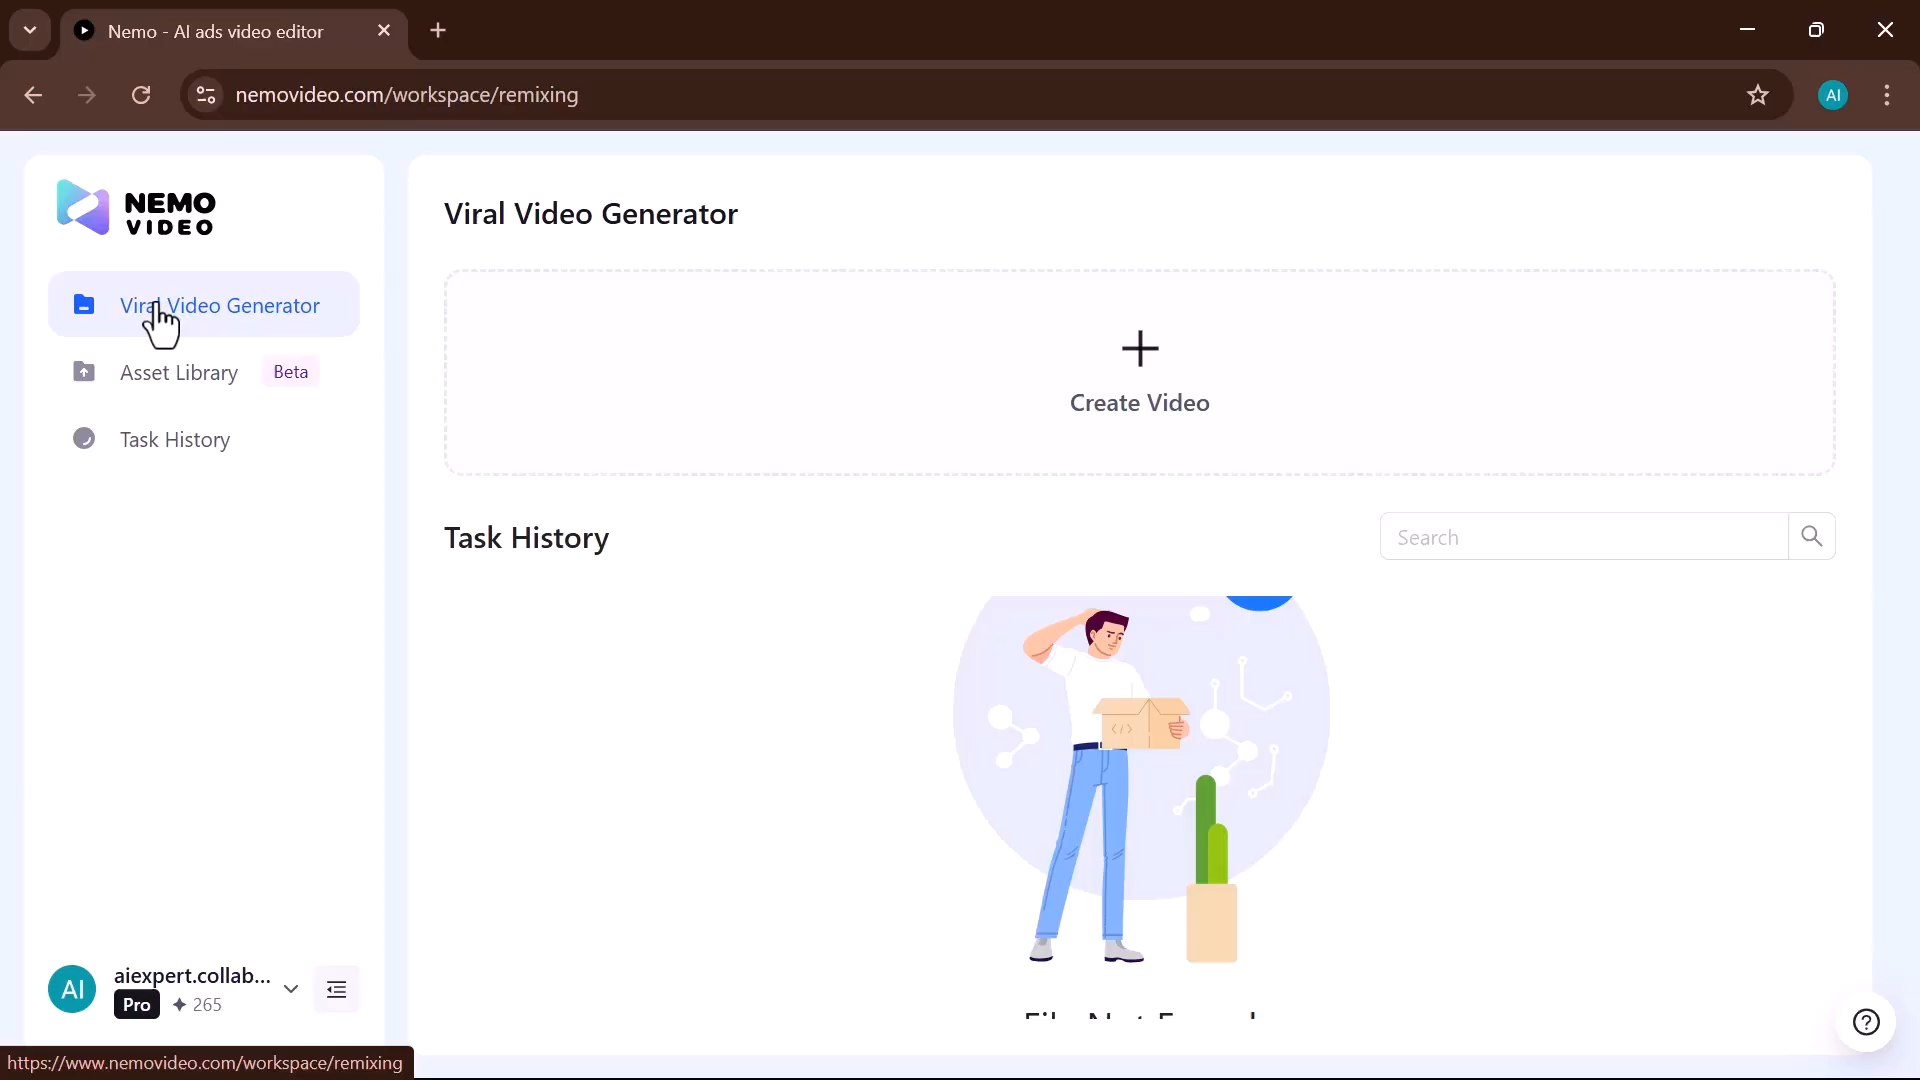 Nemo - AI ads video editor
nemovideo.com/workspace/remixing
AI
NEMO
VIDEO
Viral Video Generator
Asset Library Beta
Task History
Viral Video Generator
Create Video
Task History
Search
</>
AI
aiexpert.collab...
Pro 265
https://www.nemovideo.com/workspace/remixing